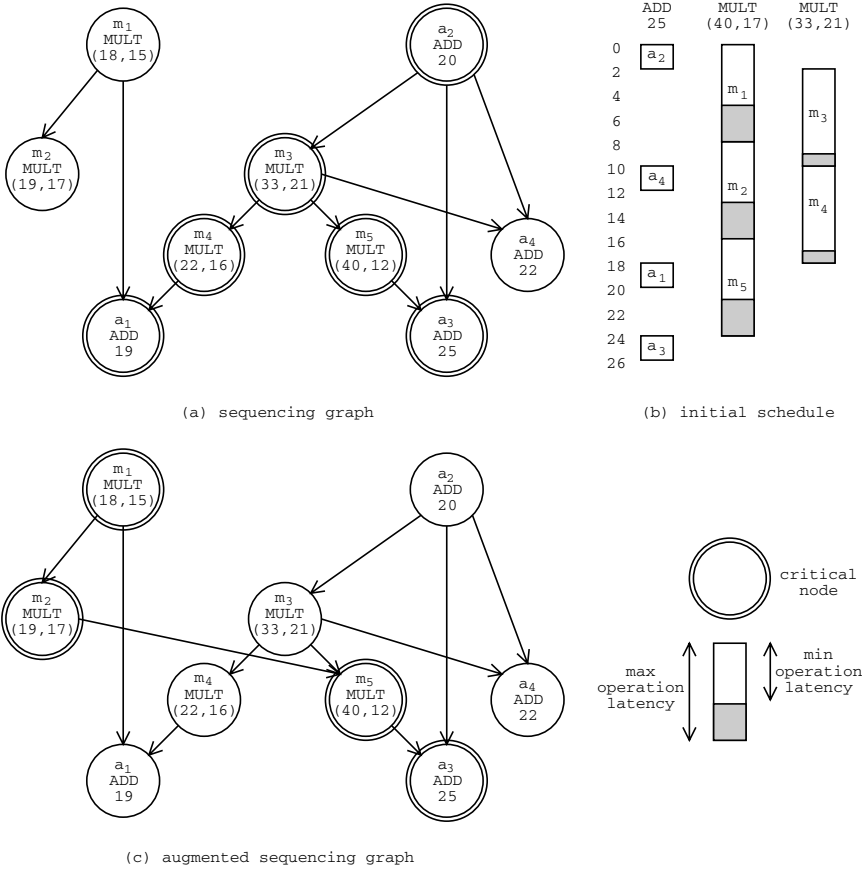 m1
MULT
(18,15)
a2
ADD
20
m2
MULT
(19,17)
m3
MULT
(33,21)
m4
MULT
(22,16)
m5
MULT
(40,12)
a4
ADD
22
a1
ADD
19
a3
ADD
25
(a) sequencing graph
ADD
25
MULT
(40,17)
MULT
(33,21)
0
2
4
6
8
10
12
14
16
18
20
22
24
26
a2
a4
a1
a3
m1
m2
m5
m3
m4
(b) initial schedule
m1
MULT
(18,15)
a2
ADD
20
m2
MULT
(19,17)
m3
MULT
(33,21)
m4
MULT
(22,16)
m5
MULT
(40,12)
a4
ADD
22
a1
ADD
19
a3
ADD
25
(c) augmented sequencing graph
critical
node
max
operation
latency
min
operation
latency